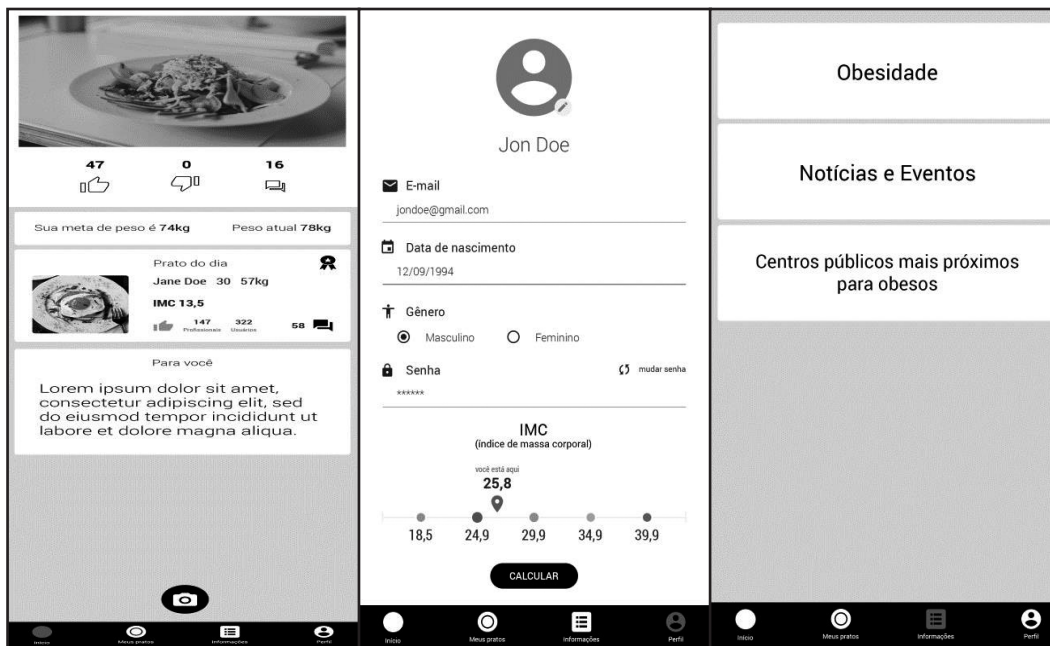 47 0 16
Sua meta de peso é 74kg Peso atual 78kg
Prato do dia
Jane Doe 30 57kg
IMC 13,5
147 322 58
Profissionais Usuários
Para você
Lorem ipsum dolor sit amet,
consectetur adipiscing elit, sed
do eiusmod tempor incididunt ut
labore et dolore magna aliqua.
Início Meus pratos Informações Perfil
Jon Doe
E-mail
jondoe@gmail.com
Data de nascimento
12/09/1994
Gênero
Masculino Feminino
Senha mudar senha
******
IMC
(índice de massa corporal)
você está aqui
25,8
18,5 24,9 29,9 34,9 39,9
CALCULAR
Início Meus pratos Informações Perfil
Obesidade
Notícias e Eventos
Centros públicos mais próximos
para obesos
Início Meus pratos Informações Perfil